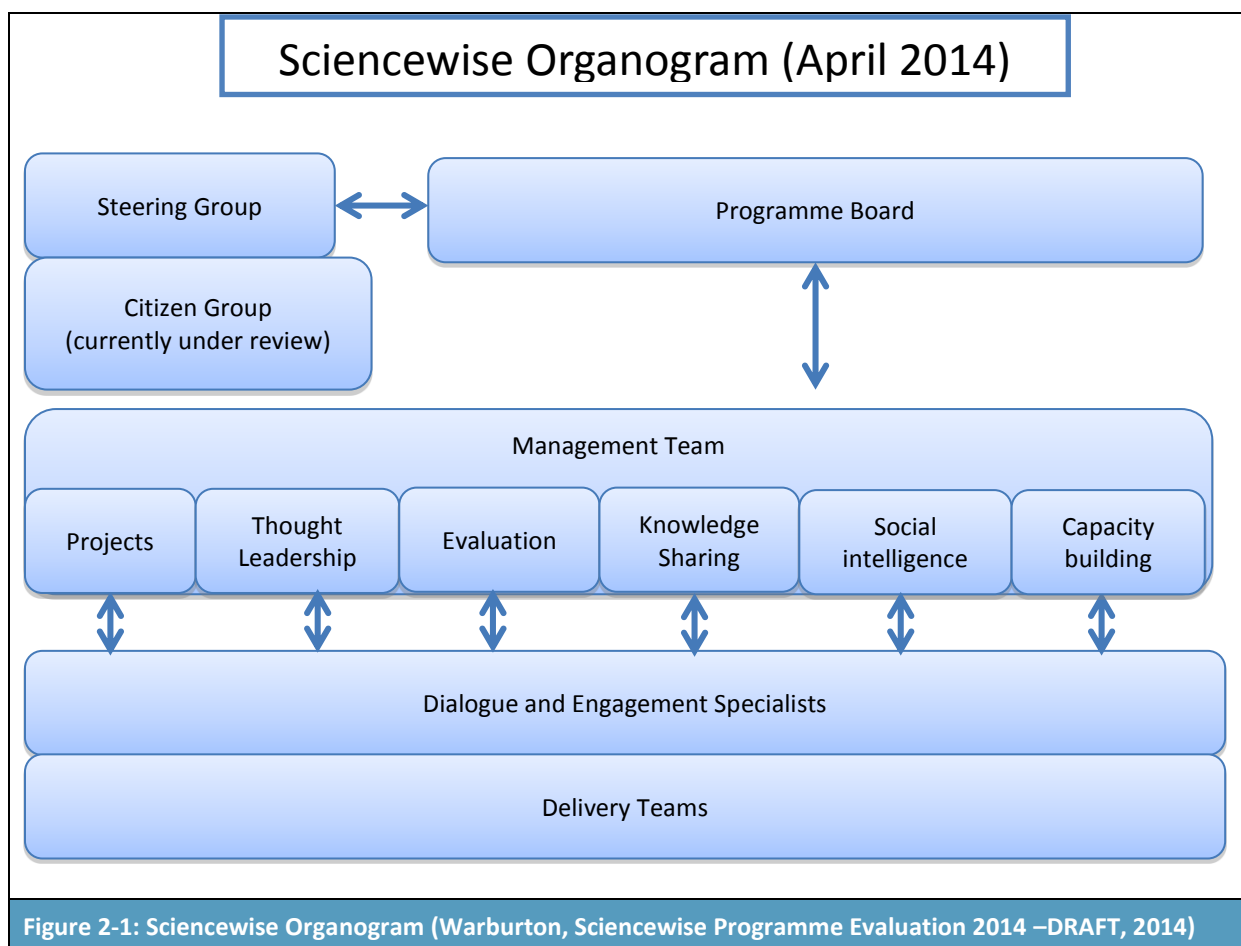 Sciencewise Organogram (April 2014)
Steering Group
Programme Board
Citizen Group
(currently under review)
Management Team
Projects
Thought
Leadership
Evaluation
Knowledge
Sharing
Social
intelligence
Capacity
building
Dialogue and Engagement Specialists
Delivery Teams
Figure 2-1: Sciencewise Organogram (Warburton, Sciencewise Programme Evaluation 2014 –DRAFT, 2014)